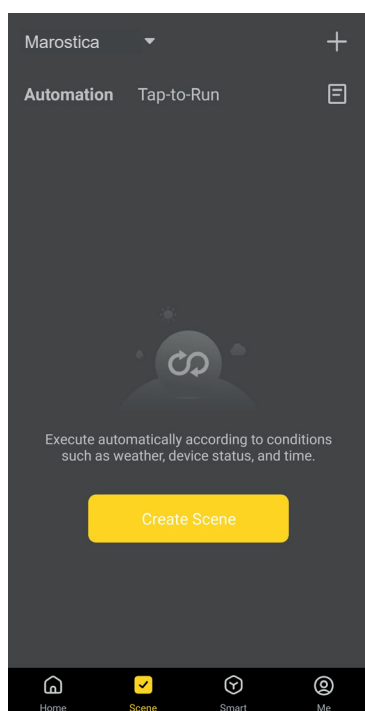 Marostica
Automation Tap-to-Run
Execute automatically according to conditions
such as weather, device status, and time.
Create Scene
Home Scene Smart Me